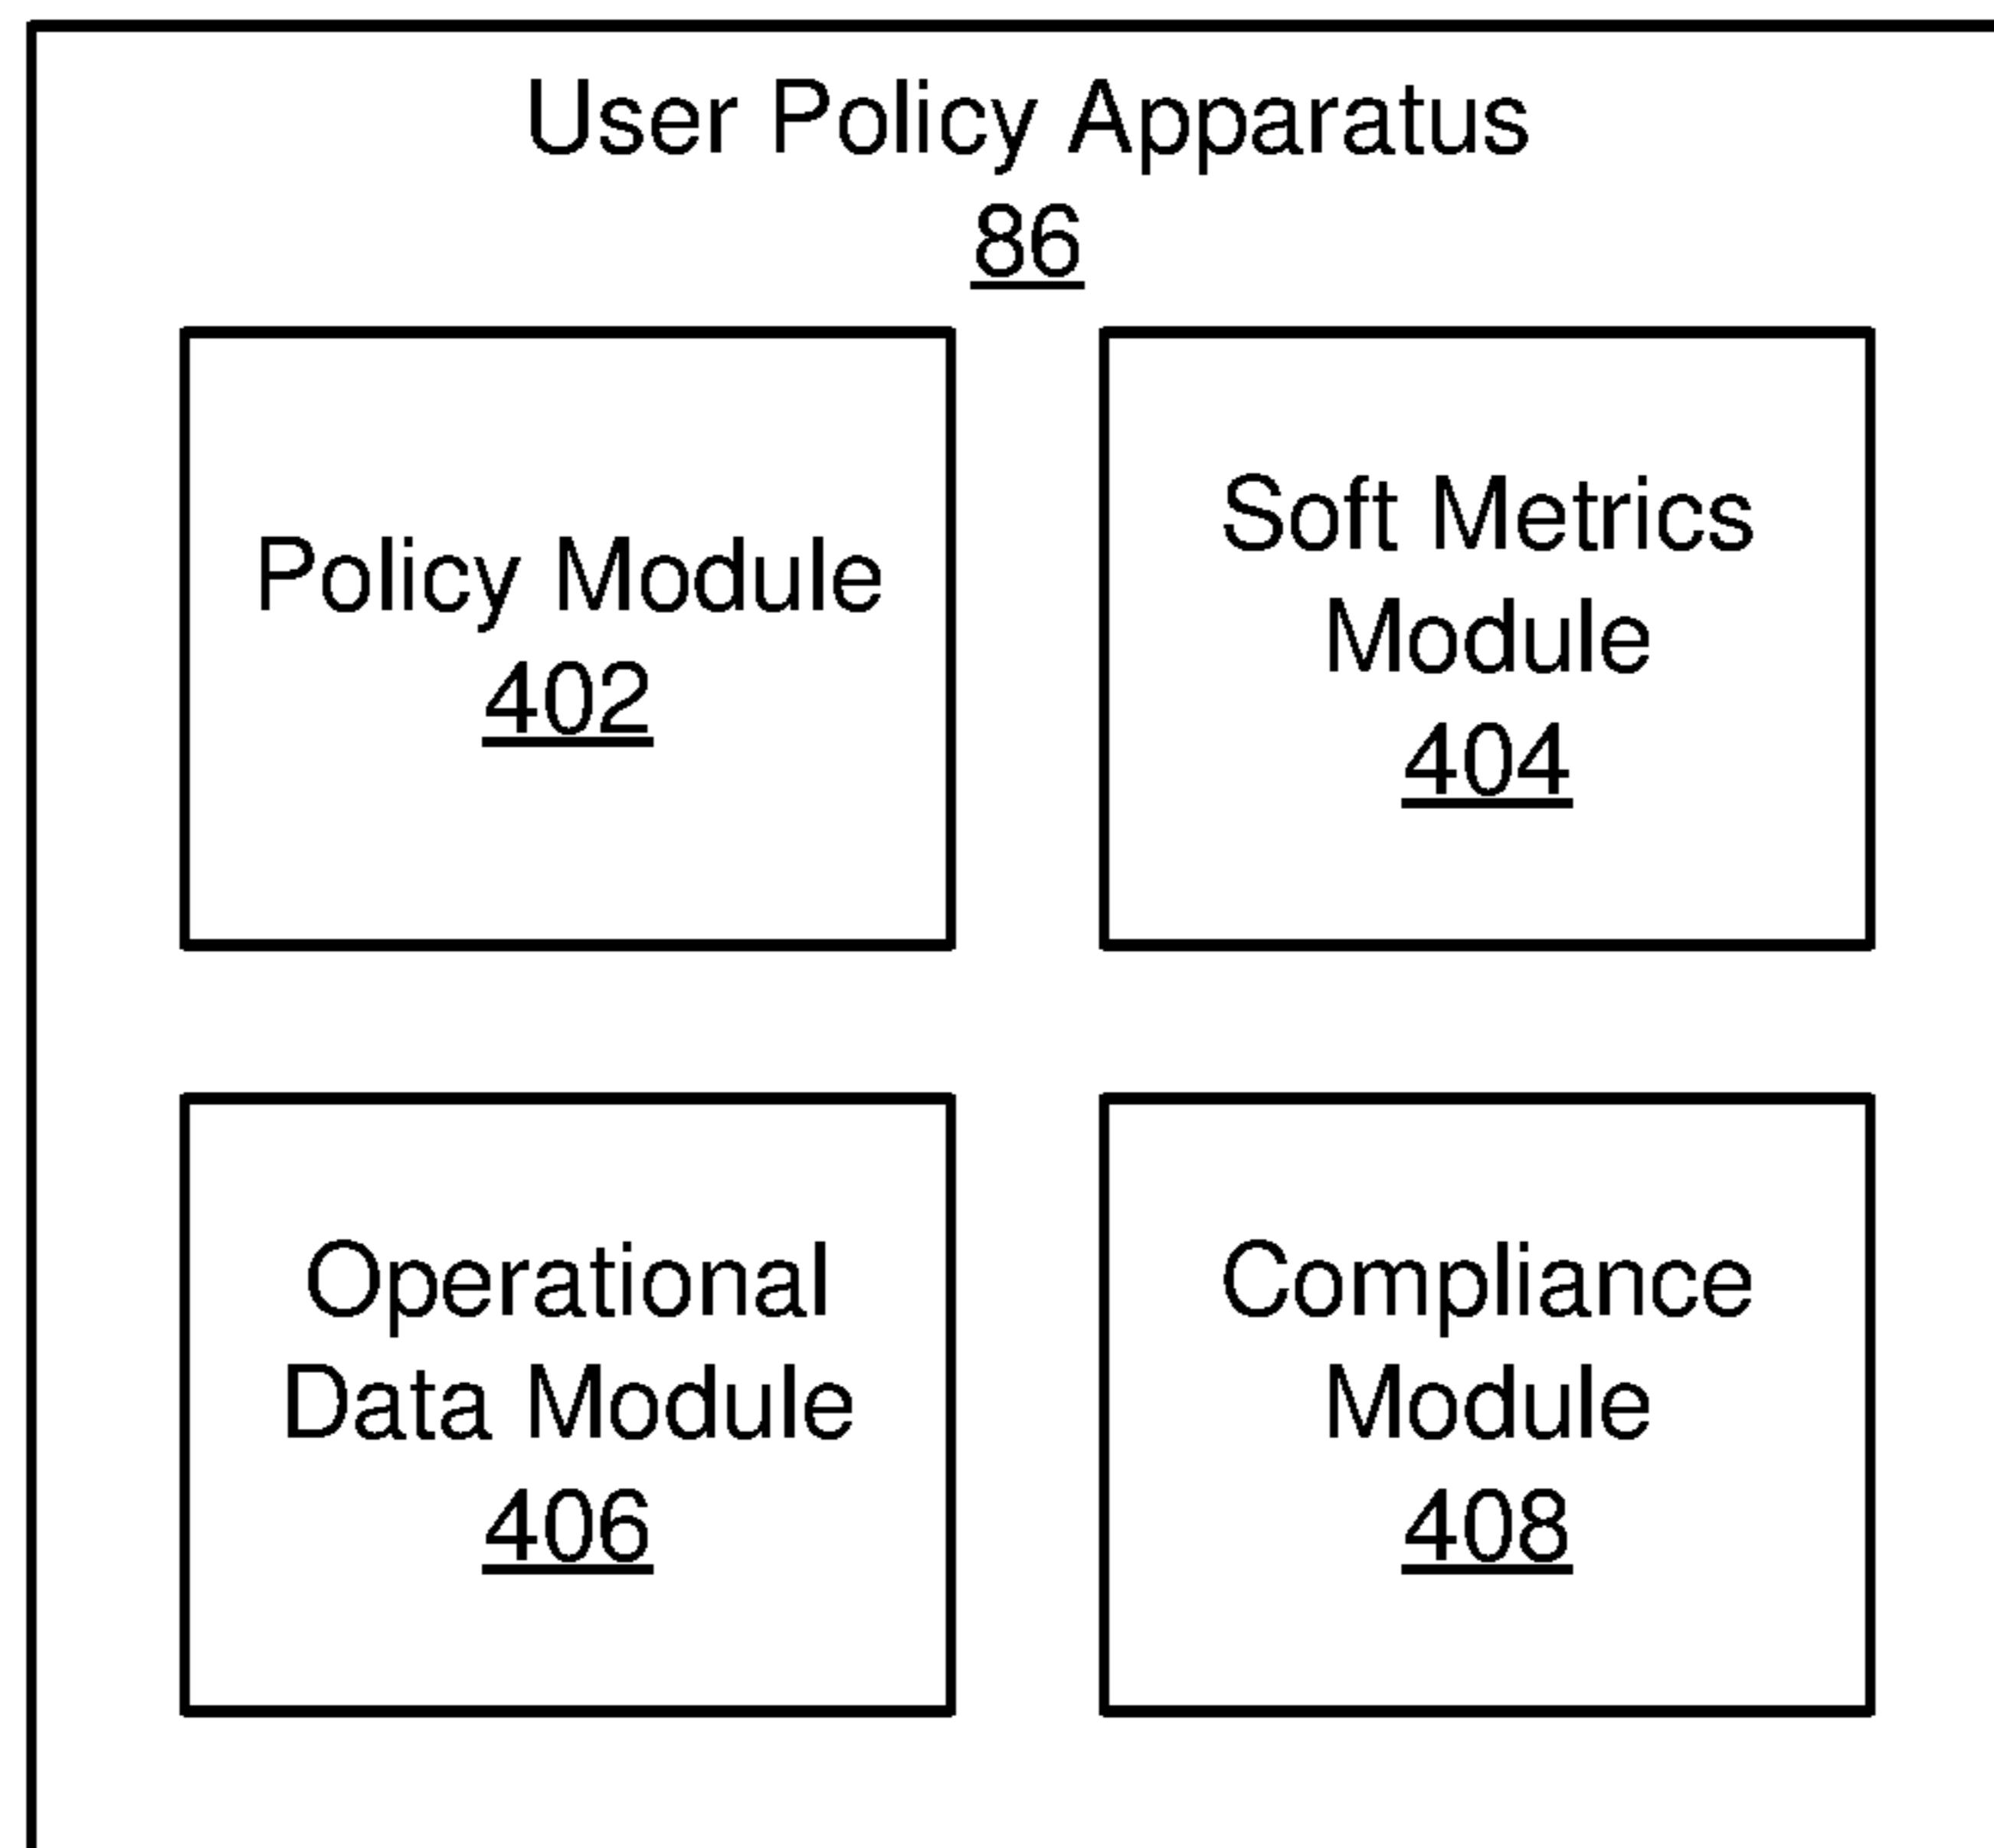 User Policy Apparatus
86
Policy Module
402
Soft Metrics
Module
404
Operational
Data Module
406
Compliance
Module
408